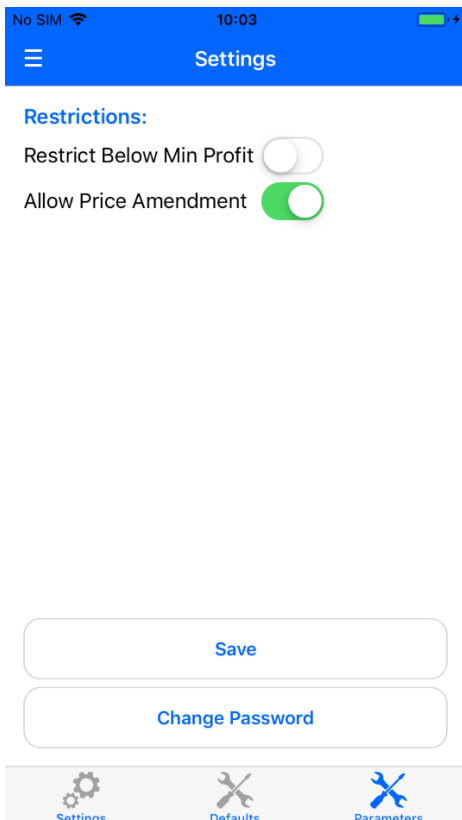 No SIM 10:03
Settings
Restrictions:
Restrict Below Min Profit
Allow Price Amendment
Save
Change Password
Settings Defaults Parameters